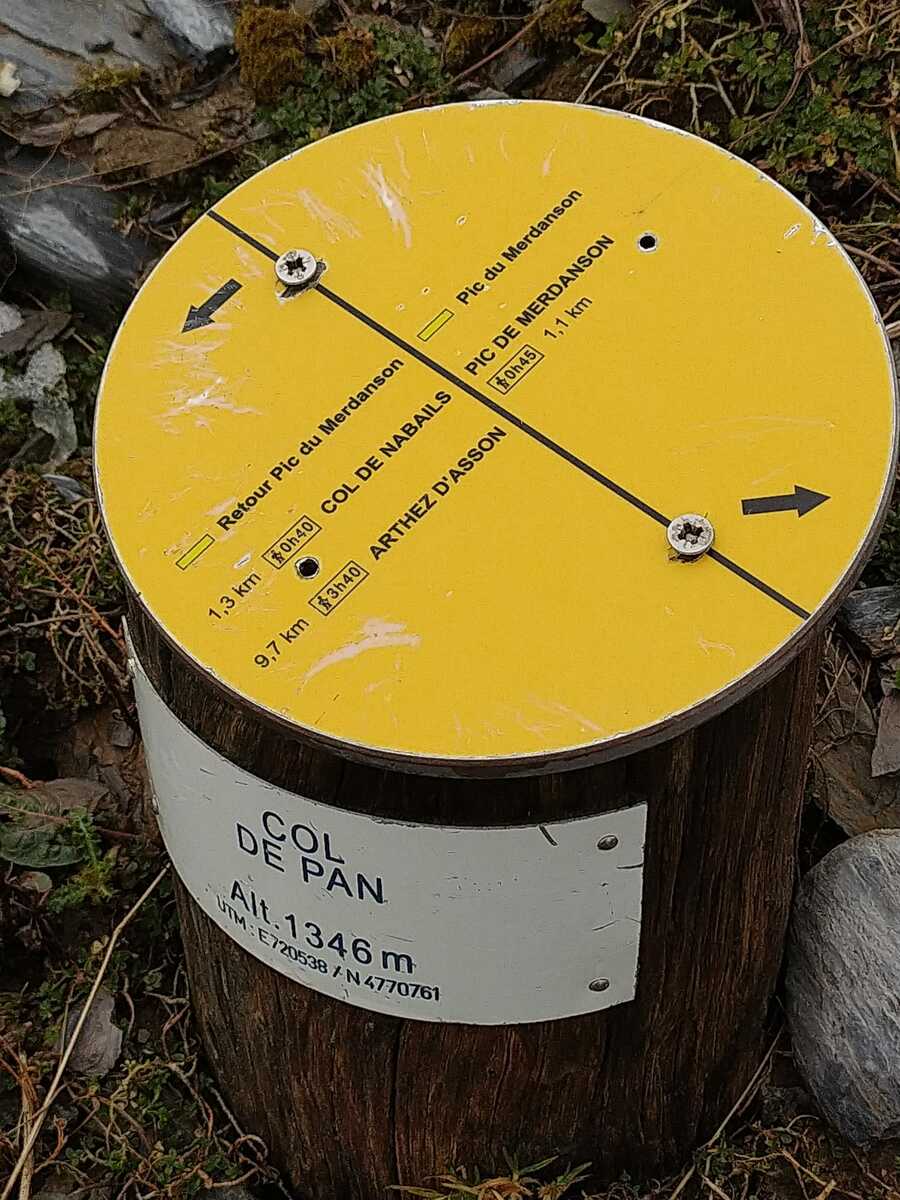 Pic du Merdanson
PIC DE MERDANSON
0h45 1,1 km
Retour Pic du Merdanson
0h40 COL DE NABAILS
1,3 km
3h40 ARTHEZ D'ASSON
9,7 km
COL
DE PAN
Alt.1346m
UTM : E720538 / N 4770761